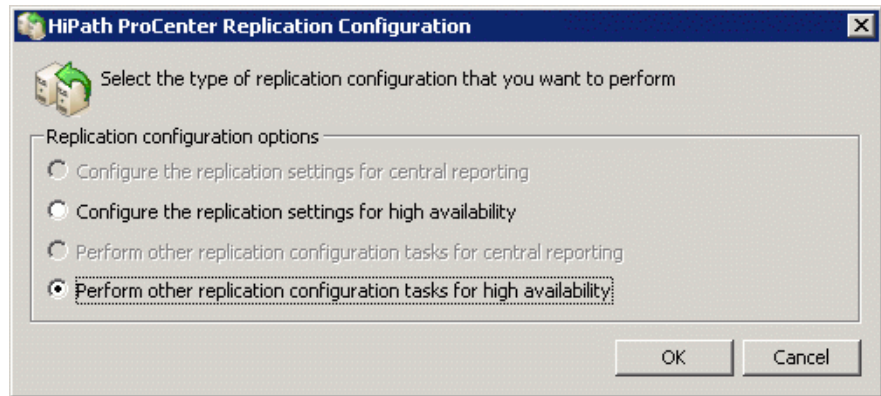 HiPath ProCenter Replication Configuration
Select the type of replication configuration that you want to perform
Replication configuration options
Configure the replication settings for central reporting
Configure the replication settings for high availability
Perform other replication configuration tasks for central reporting
Perform other replication configuration tasks for high availability
OK Cancel